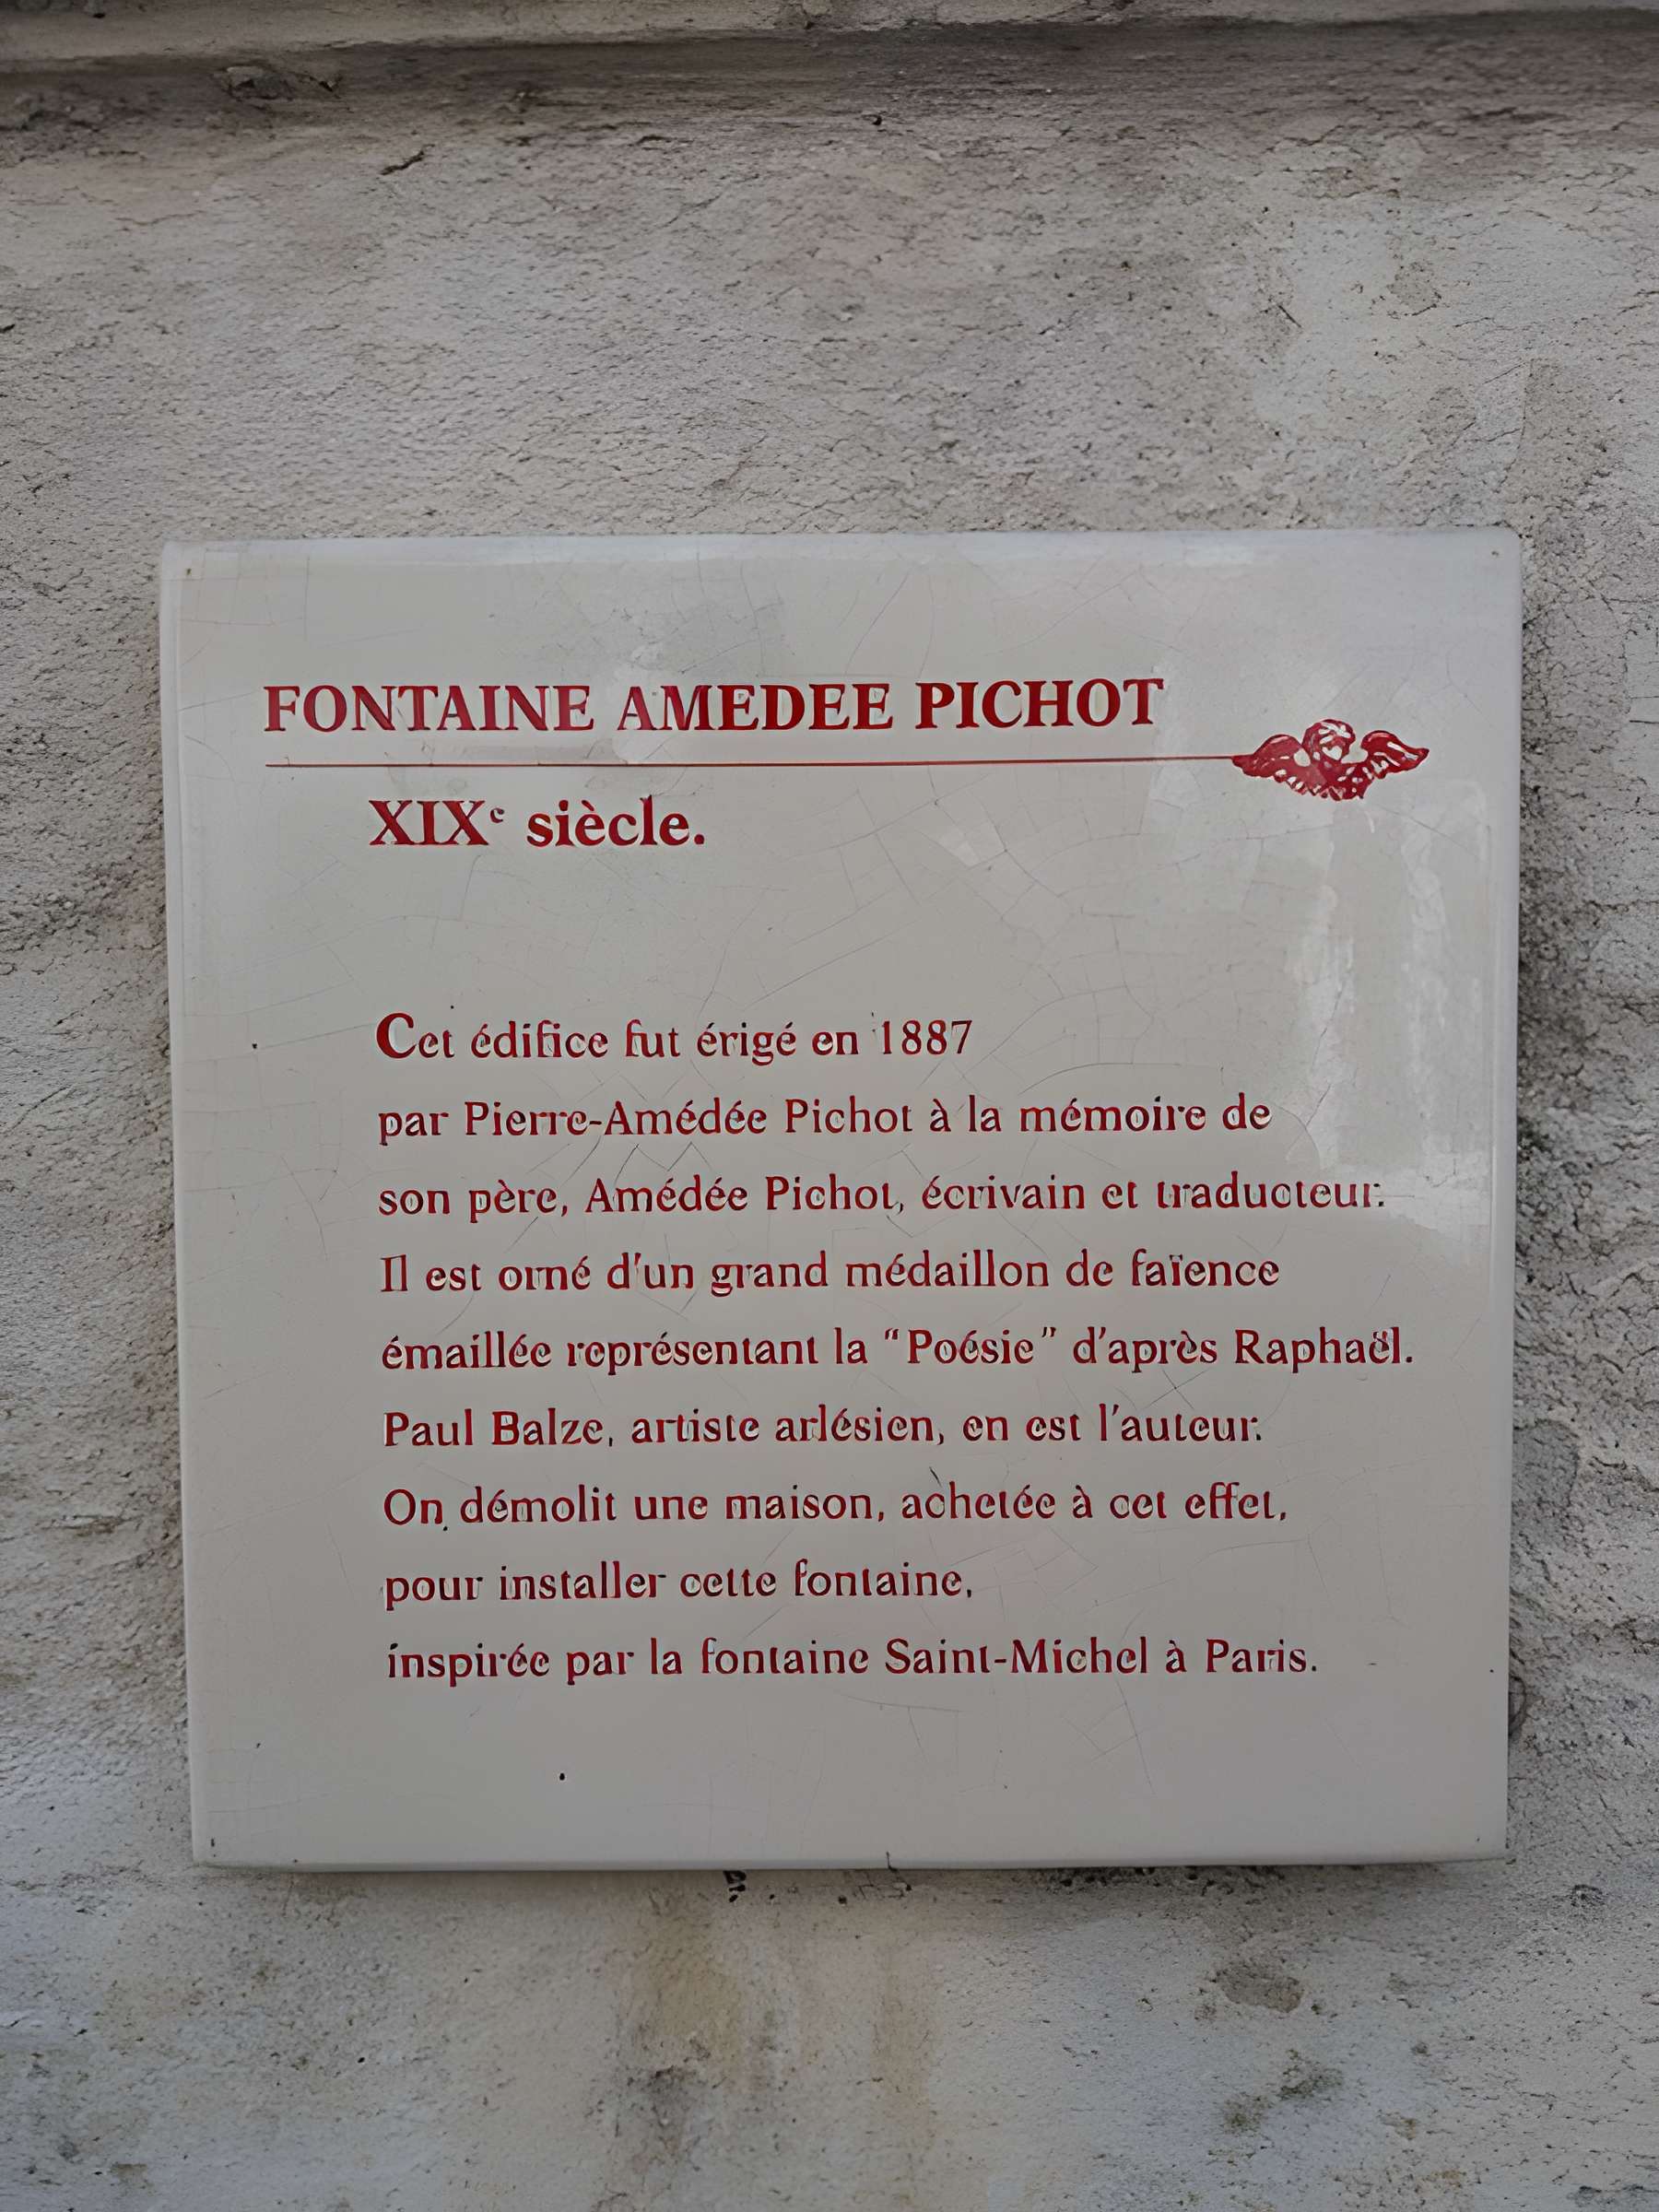 FONTAINE AMEDEE PICHOT
XIXe siècle.
Cet édifice fut érigé en 1887
par Pierre-Amédée Pichot à la mémoire de
son père, Amédée Pichot, écrivain et traducteur.
Il est orné d'un grand médaillon de faïence
émaillée représentant la "Poésie" d'après Raphaël.
Paul Balze, artiste arlésien, en est l'auteur.
On démolit une maison, achetée à cet effet,
pour installer cette fontaine,
inspirée par la fontaine Saint-Michel à Paris.